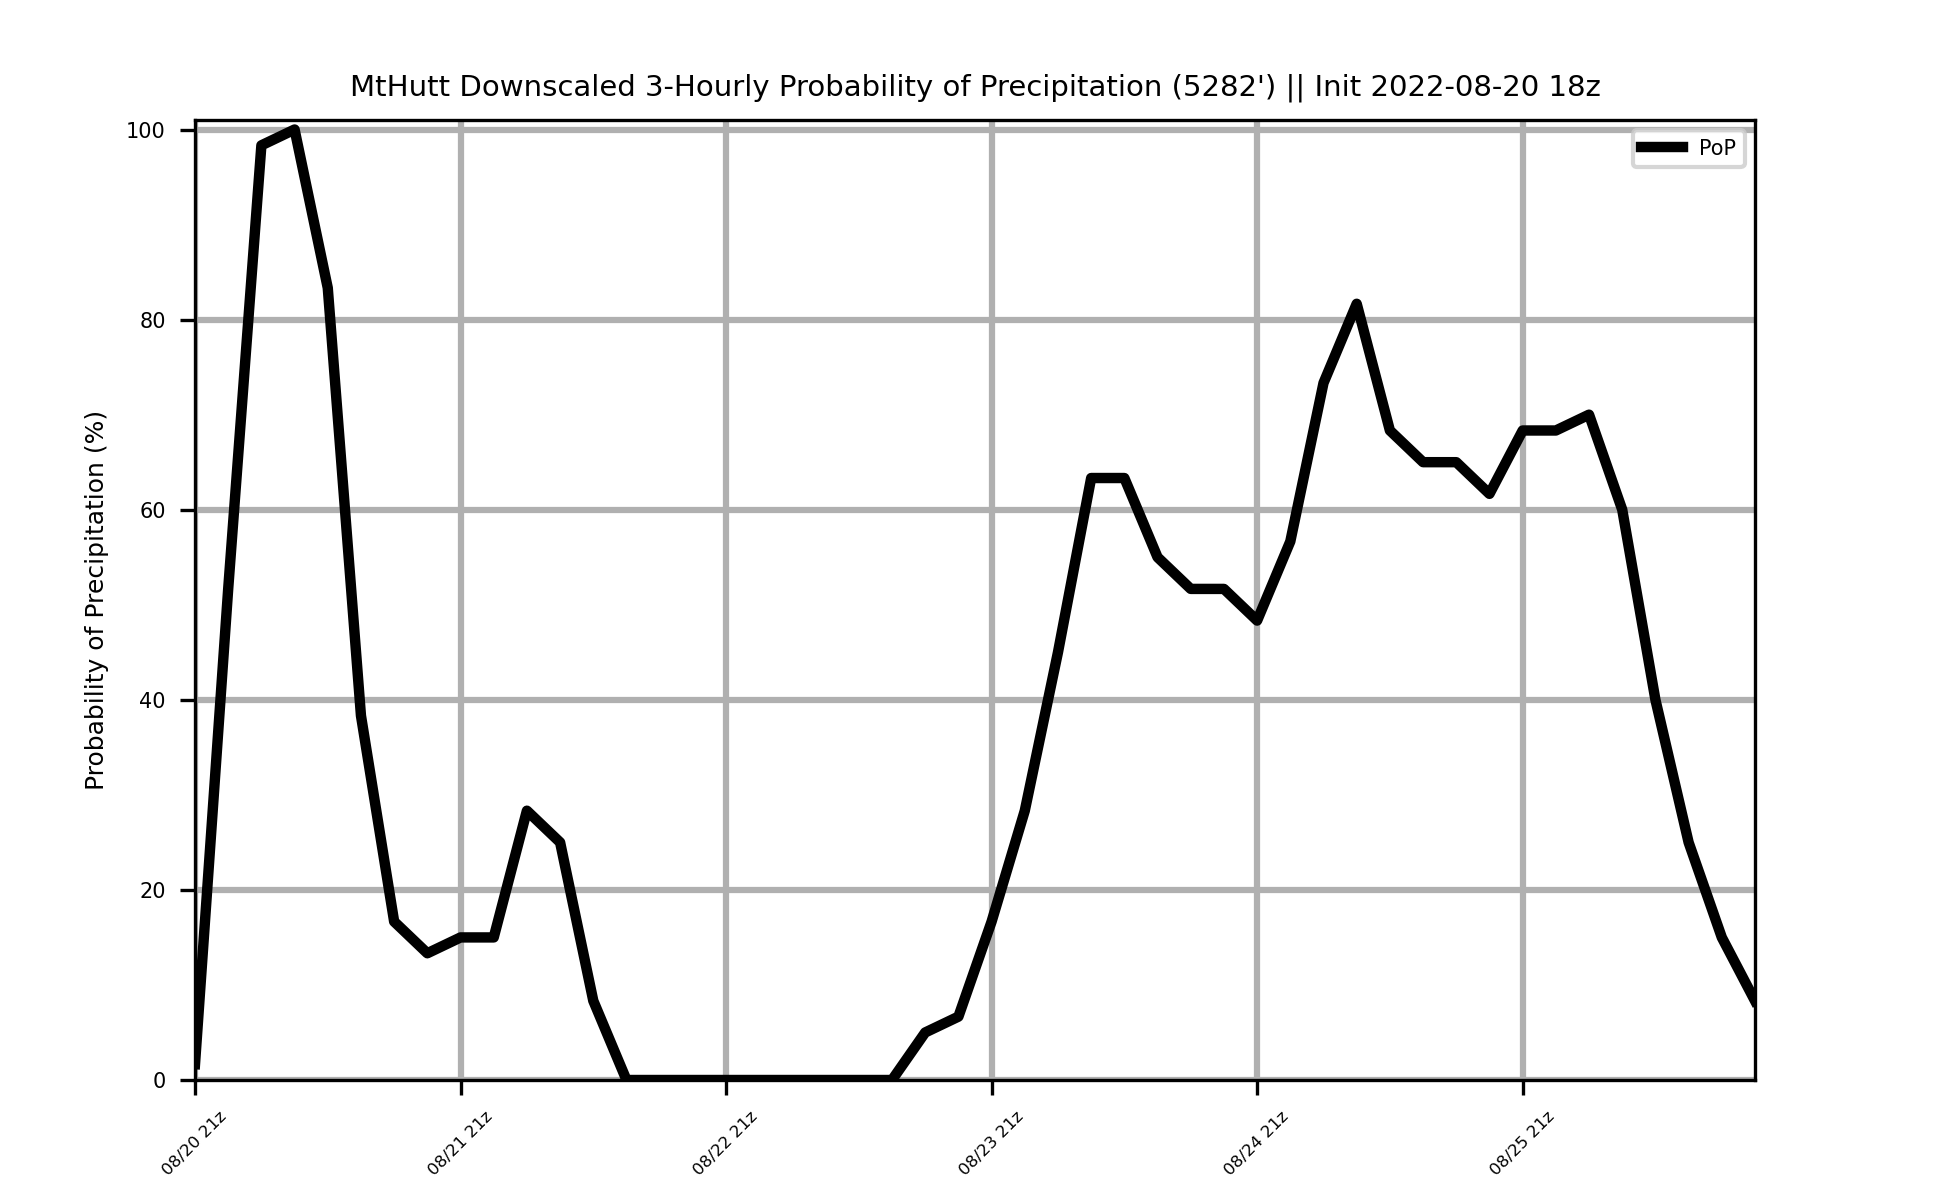 MtHutt Downscaled 3-Hourly Probability of Precipitation (5282') || Init 2022-08-20 18z
PoP
Probability of Precipitation (%)
100
80
60
40
20
0
08/20 21z
08/21 21z
08/22 21z
08/23 21z
08/24 21z
08/25 21z